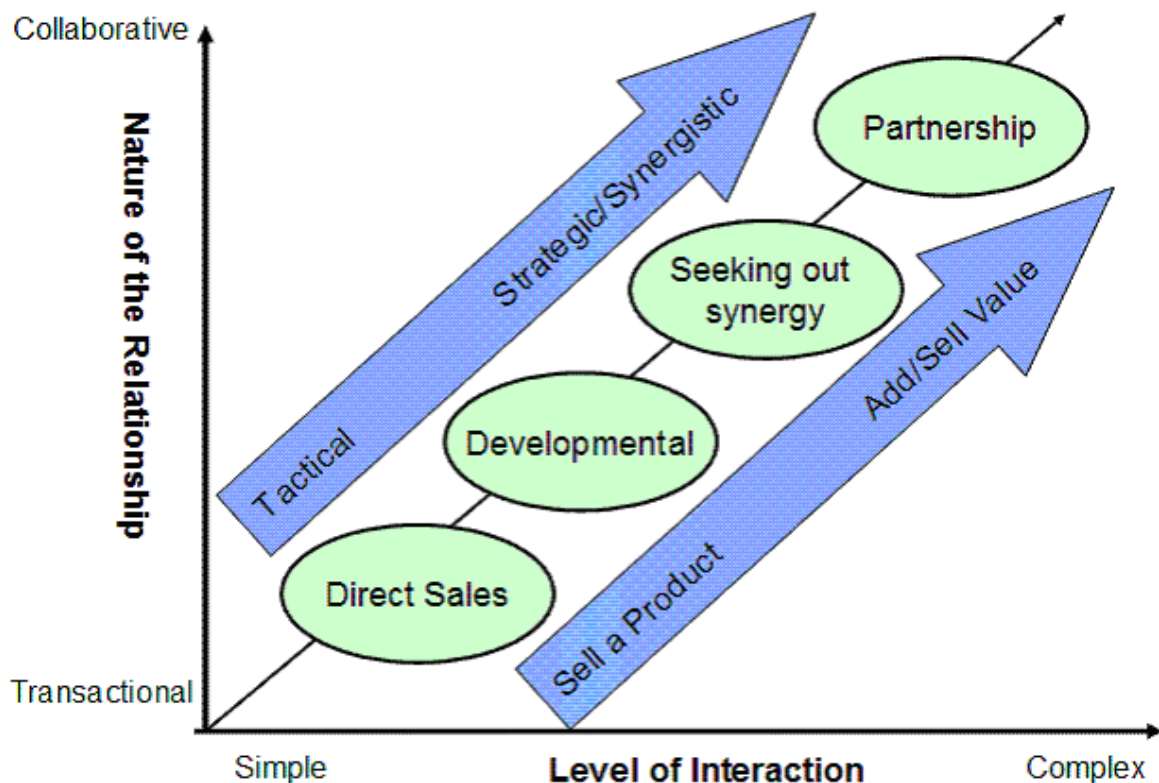 Collaborative
Nature of the Relationship
Transactional
Strategic/Synergistic
Tactical
Partnership
Seeking out
synergy
Developmental
Direct Sales
Add/Sell Value
Sell a Product
Simple
Level of Interaction
Complex